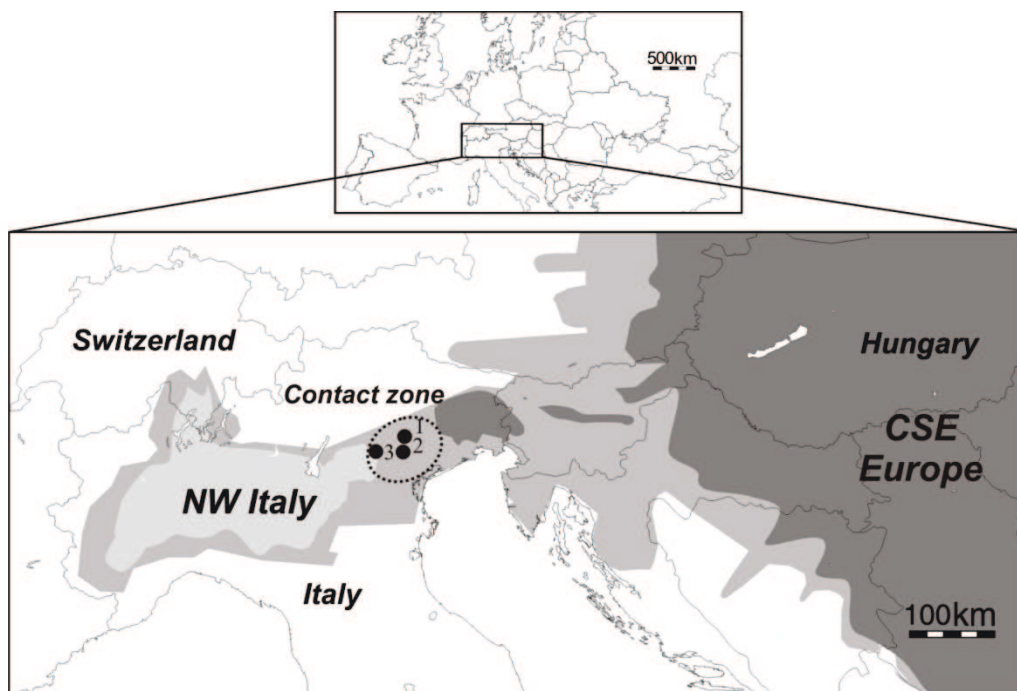 500km
Switzerland
Hungary
Contact zone
1
2
3
CSE
Europe
NW Italy
Italy
100km